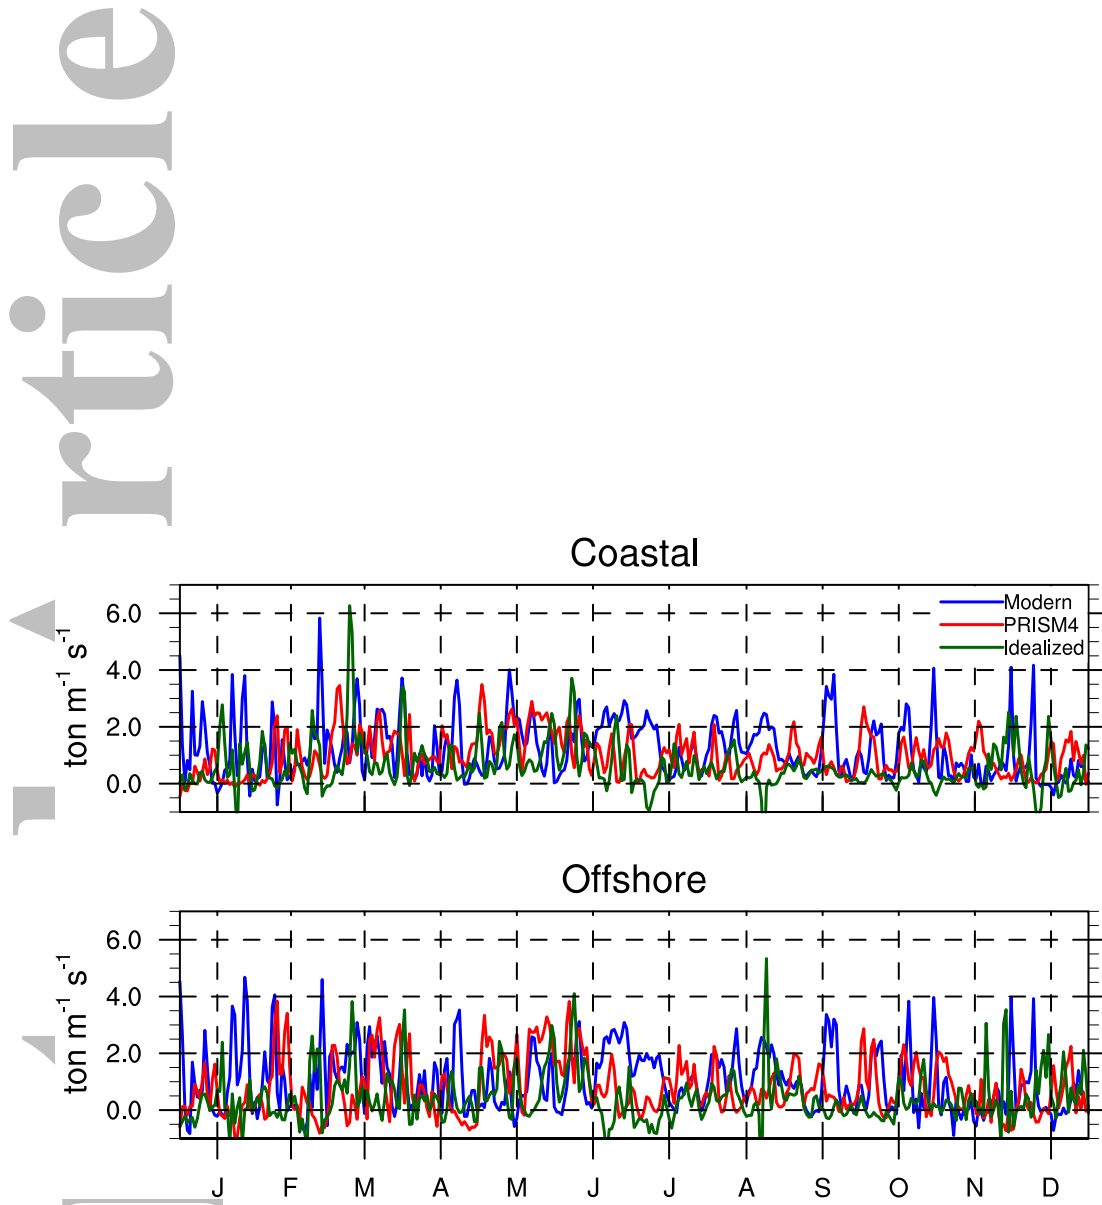 rticle
Coastal
6.0
4.0
2.0
0.0
ton m⁻¹ s⁻¹
Modern
PRISM4
Idealized
Offshore
6.0
4.0
2.0
0.0
ton m⁻¹ s⁻¹
J F M A M J J A S O N D